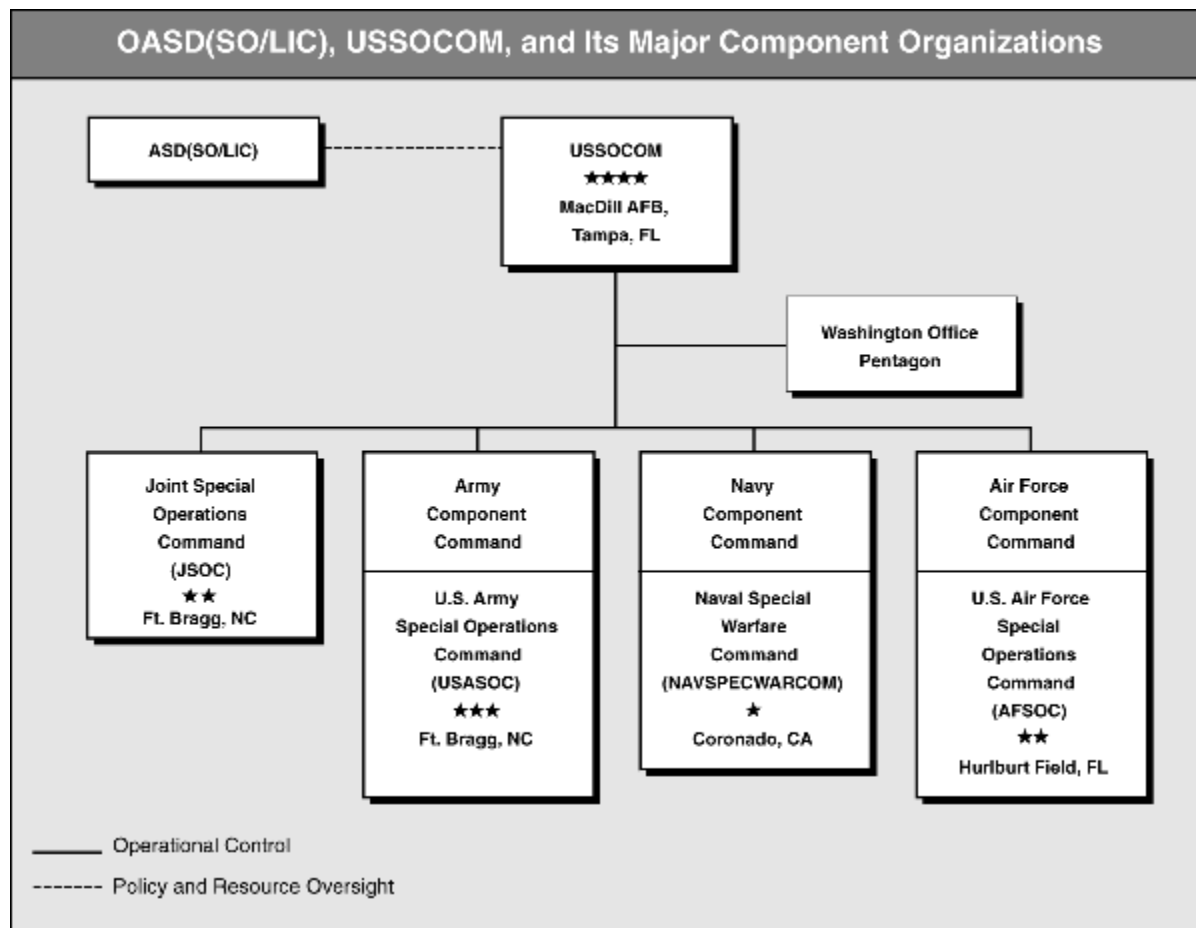 OASD(SO/LIC), USSOCOM, and Its Major Component Organizations
ASD(SO/LIC)
USSOCOM
★★★★
MacDill AFB,
Tampa, FL
Washington Office
Pentagon
Joint Special
Operations
Command
(JSOC)
★★
Ft. Bragg, NC
Army
Component
Command
U.S. Army
Special Operations
Command
(USASOC)
★★★
Ft. Bragg, NC
Navy
Component
Command
Naval Special
Warfare
Command
(NAVSPECWARCOM)
★
Coronado, CA
Air Force
Component
Command
U.S. Air Force
Special
Operations
Command
(AFSOC)
★★
Hurlburt Field, FL
Operational Control
Policy and Resource Oversight